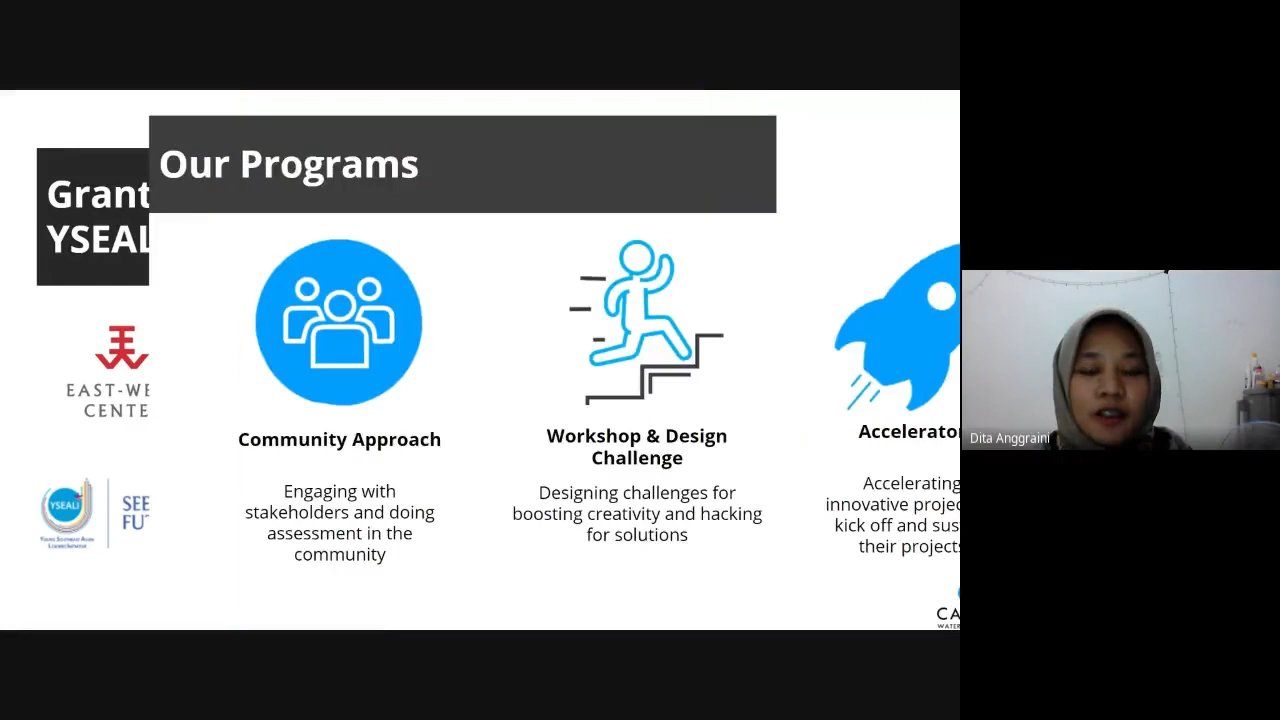 Our Programs
Grant
YSEAL
EAST-WE
CENTE
YSEALI
SEE
FU
Community Approach
Engaging with
stakeholders and doing
assessment in the
community
Workshop & Design
Challenge
Designing challenges for
boosting creativity and hacking
for solutions
Accelerator
Accelerating
innovative projec
kick off and sus
their projects
CA
WATER
Dita Anggraini